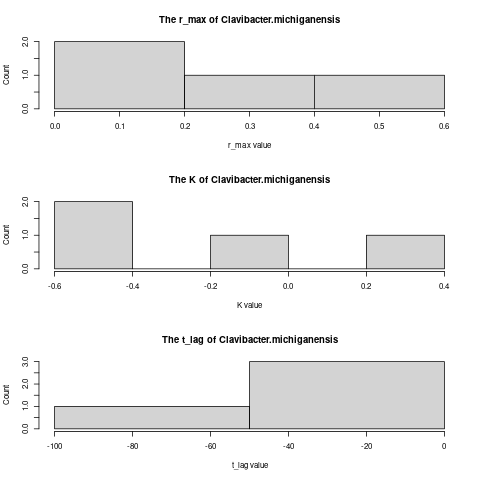 The r_max of Clavibacter.michiganensis
Count
0.0 1.0 2.0
0.0 0.1 0.2 0.3 0.4 0.5 0.6
r_max value
The K of Clavibacter.michiganensis
Count
0.0 1.0 2.0
-0.6 -0.4 -0.2 0.0 0.2 0.4
K value
The t_lag of Clavibacter.michiganensis
Count
0.0 1.0 2.0 3.0
-100 -80 -60 -40 -20 0
t_lag value